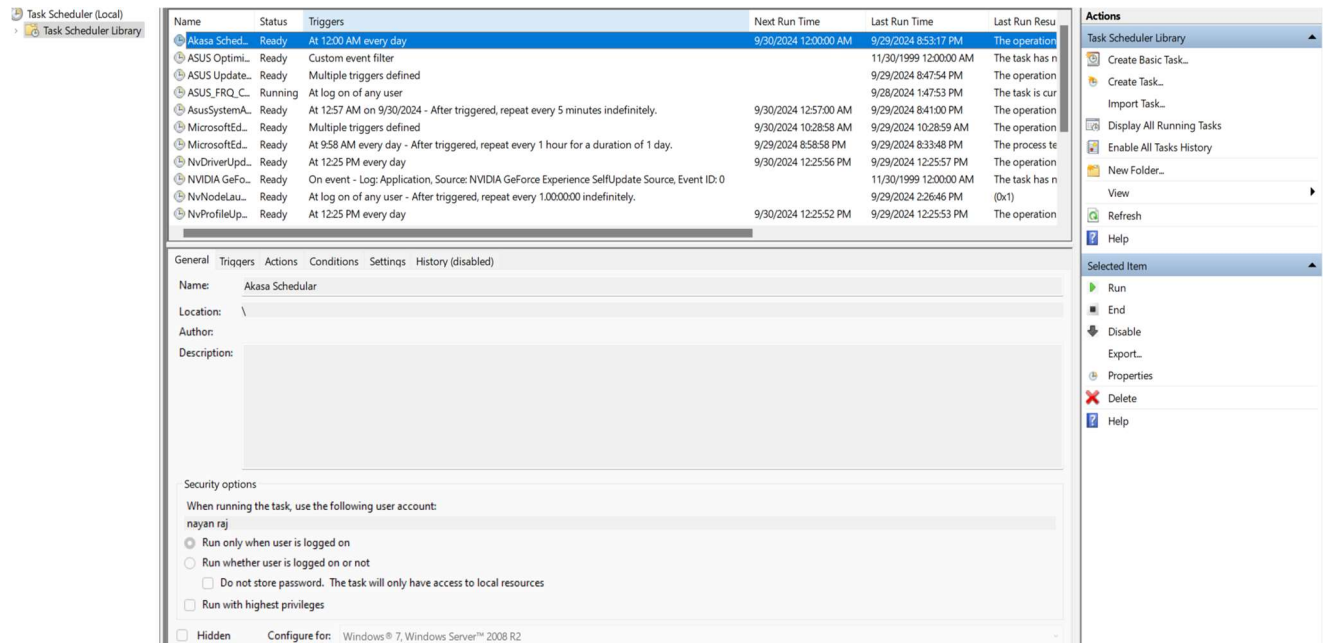 Task Scheduler (Local)
Task Scheduler Library
Name Status Triggers Next Run Time Last Run Time Last Run Resu
Akasa Sched... Ready At 12:00 AM every day 9/30/2024 12:00:00 AM 9/29/2024 8:53:17 PM The operation
ASUS Optimi... Ready Custom event filter 11/30/1999 12:00:00 AM The task has n
ASUS Update... Ready Multiple triggers defined 9/29/2024 8:47:54 PM The operation
ASUS_FRQ_C... Running At log on of any user 9/28/2024 1:47:53 PM The task is cur
AsusSystemA... Ready At 12:57 AM on 9/30/2024 - After triggered, repeat every 5 minutes indefinitely. 9/30/2024 12:57:00 AM 9/29/2024 8:41:00 PM The operation
MicrosoftEd... Ready Multiple triggers defined 9/30/2024 10:28:58 AM 9/29/2024 10:28:59 AM The operation
MicrosoftEd... Ready At 9:58 AM every day - After triggered, repeat every 1 hour for a duration of 1 day. 9/29/2024 8:58:58 PM 9/29/2024 8:33:48 PM The process te
NvDriverUpd... Ready At 12:25 PM every day 9/30/2024 12:25:56 PM 9/29/2024 12:25:57 PM The operation
NVIDIA GeFo... Ready On event - Log: Application, Source: NVIDIA GeForce Experience SelfUpdate Source, Event ID: 0 11/30/1999 12:00:00 AM The task has n
NvNodeLau... Ready At log on of any user - After triggered, repeat every 1.00:00:00 indefinitely. 9/29/2024 2:26:46 PM (0x1)
NvProfileUp... Ready At 12:25 PM every day 9/30/2024 12:25:52 PM 9/29/2024 12:25:53 PM The operation
General Triggers Actions Conditions Settings History (disabled)
Name: Akasa Schedular
Location: \
Author:
Description:
Security options
When running the task, use the following user account:
nayan raj
Run only when user is logged on
Run whether user is logged on or not
Do not store password. The task will only have access to local resources
Run with highest privileges
Hidden Configure for: Windows® 7, Windows Server™ 2008 R2
Actions
Task Scheduler Library
Create Basic Task...
Create Task...
Import Task...
Display All Running Tasks
Enable All Tasks History
New Folder...
View
Refresh
Help
Selected Item
Run
End
Disable
Export...
Properties
Delete
Help